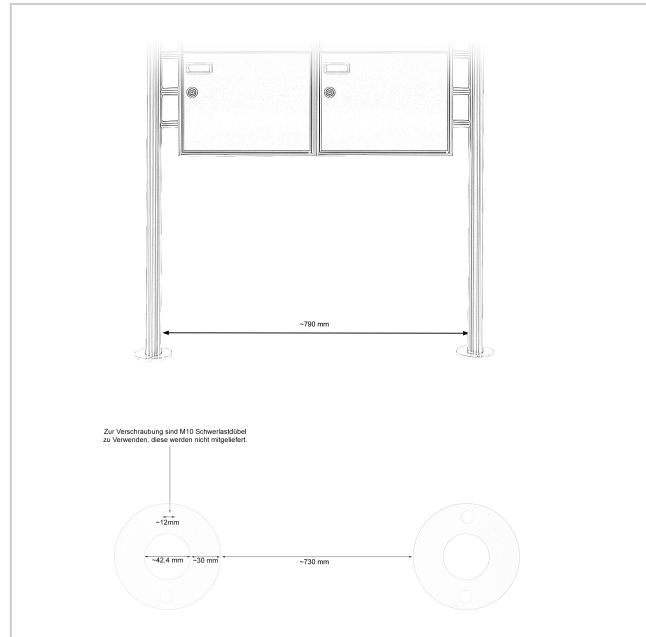 ~790 mm
Zur Verschraubung sind M10 Schwerlastdübel
zu Verwenden, diese werden nicht mitgeliefert.
~12mm
~42,4 mm
~30 mm
~730 mm